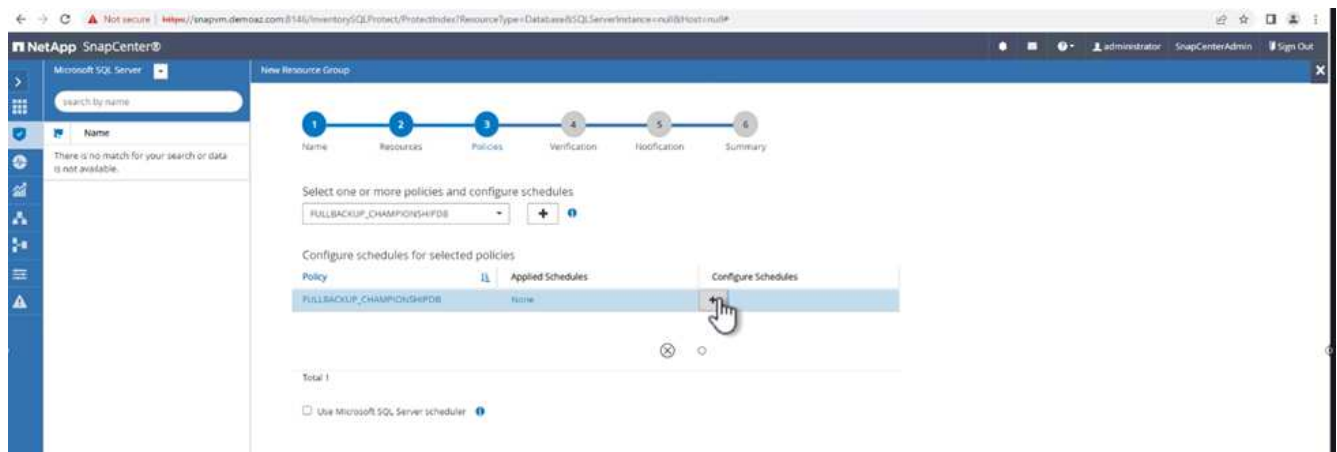 Not secure | https://snapvm.demoaz.com:8146/InventorySQLProtect/ProtectIndex?ResourceType=Database&SQLServerInstance=null&Host=null#
NetApp SnapCenter®
administrator SnapCenterAdmin Sign Out
Microsoft SQL Server
New Resource Group
search by name
Name
There is no match for your search or data
is not available.
1 2 3 4 5 6
Name Resources Policies Verification Notification Summary
Select one or more policies and configure schedules
FULLBACKUP_CHAMPIONSHIPDB
Configure schedules for selected policies
Policy Applied Schedules Configure Schedules
FULLBACKUP_CHAMPIONSHIPDB None
Total 1
Use Microsoft SQL Server scheduler